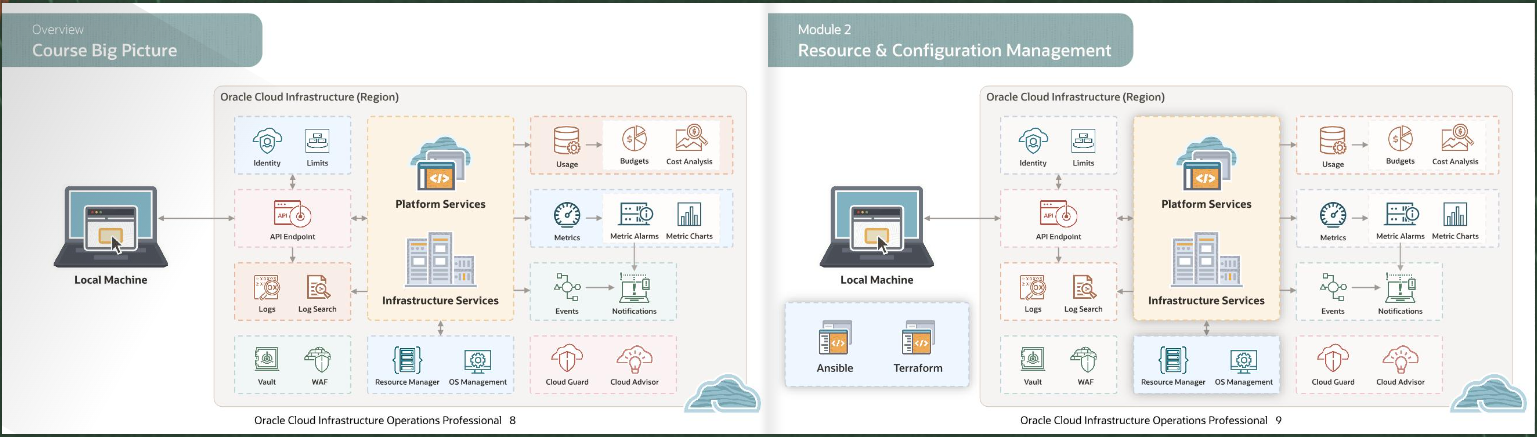 Overview
Course Big Picture
Oracle Cloud Infrastructure (Region)
Identity
Limits
Platform Services
Usage
Budgets
Cost Analysis
API
API Endpoint
Metrics
Metric Alarms
Metric Charts
Local Machine
Logs
Log Search
Infrastructure Services
Events
Notifications
Vault
WAF
Resource Manager
OS Management
Cloud Guard
Cloud Advisor
Oracle Cloud Infrastructure Operations Professional 8
Module 2
Resource & Configuration Management
Oracle Cloud Infrastructure (Region)
Identity
Limits
Platform Services
Usage
Budgets
Cost Analysis
API
API Endpoint
Metrics
Metric Alarms
Metric Charts
Local Machine
Logs
Log Search
Infrastructure Services
Events
Notifications
Ansible
Terraform
Vault
WAF
Resource Manager
OS Management
Cloud Guard
Cloud Advisor
Oracle Cloud Infrastructure Operations Professional 9